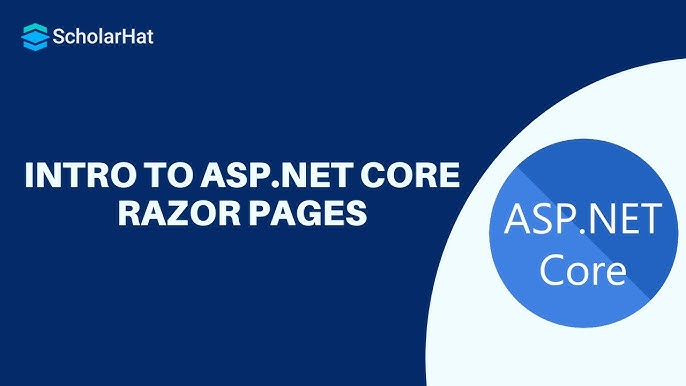 ScholarHat
INTRO TO ASP.NET CORE
RAZOR PAGES
ASP.NET
Core